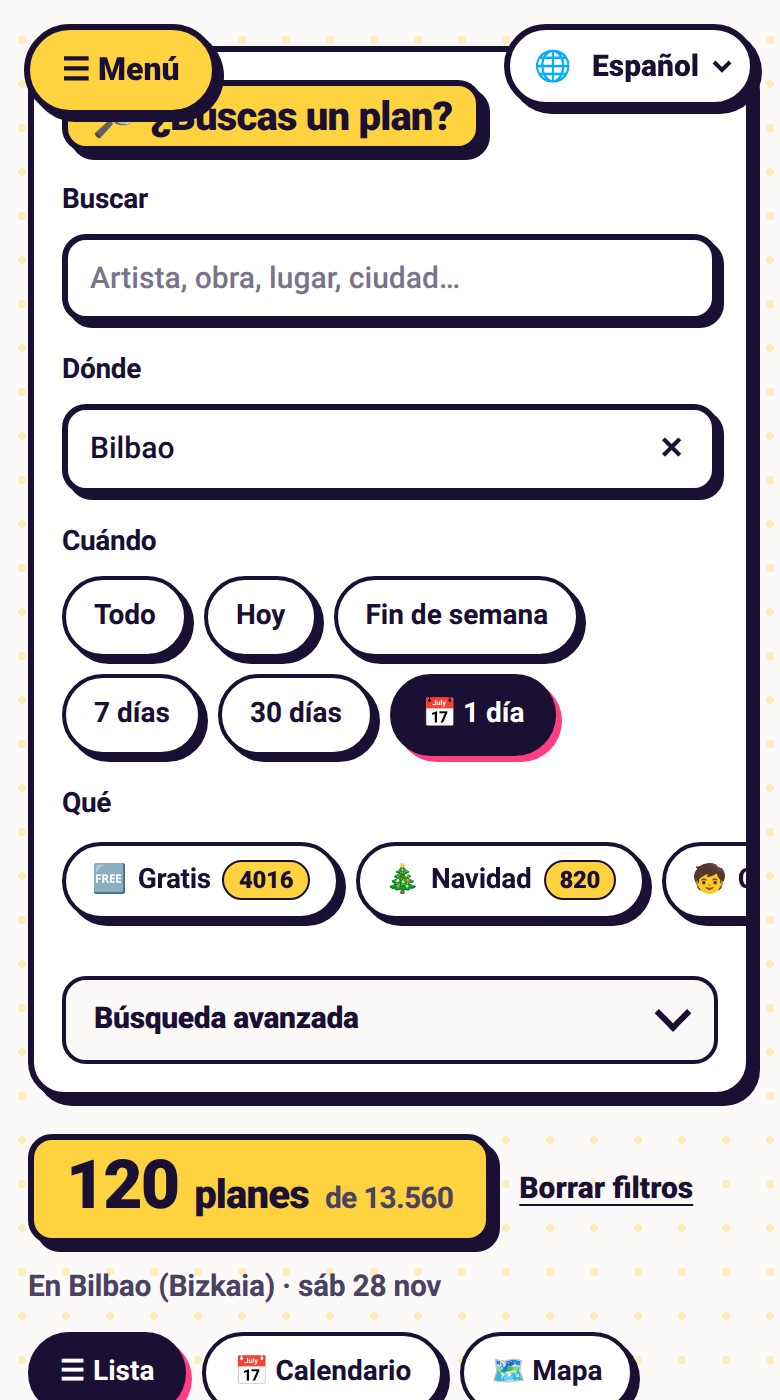 ☰ Menú
Español
¿Buscas un plan?
Buscar
Artista, obra, lugar, ciudad…
Dónde
Bilbao ✕
Cuándo
Todo Hoy Fin de semana
7 días 30 días 📅 1 día
Qué
🆓 Gratis 4016 🎄 Navidad 820 🧒
Búsqueda avanzada
120 planes de 13.560 Borrar filtros
En Bilbao (Bizkaia) · sáb 28 nov
☰ Lista 📅 Calendario 🗺️ Mapa